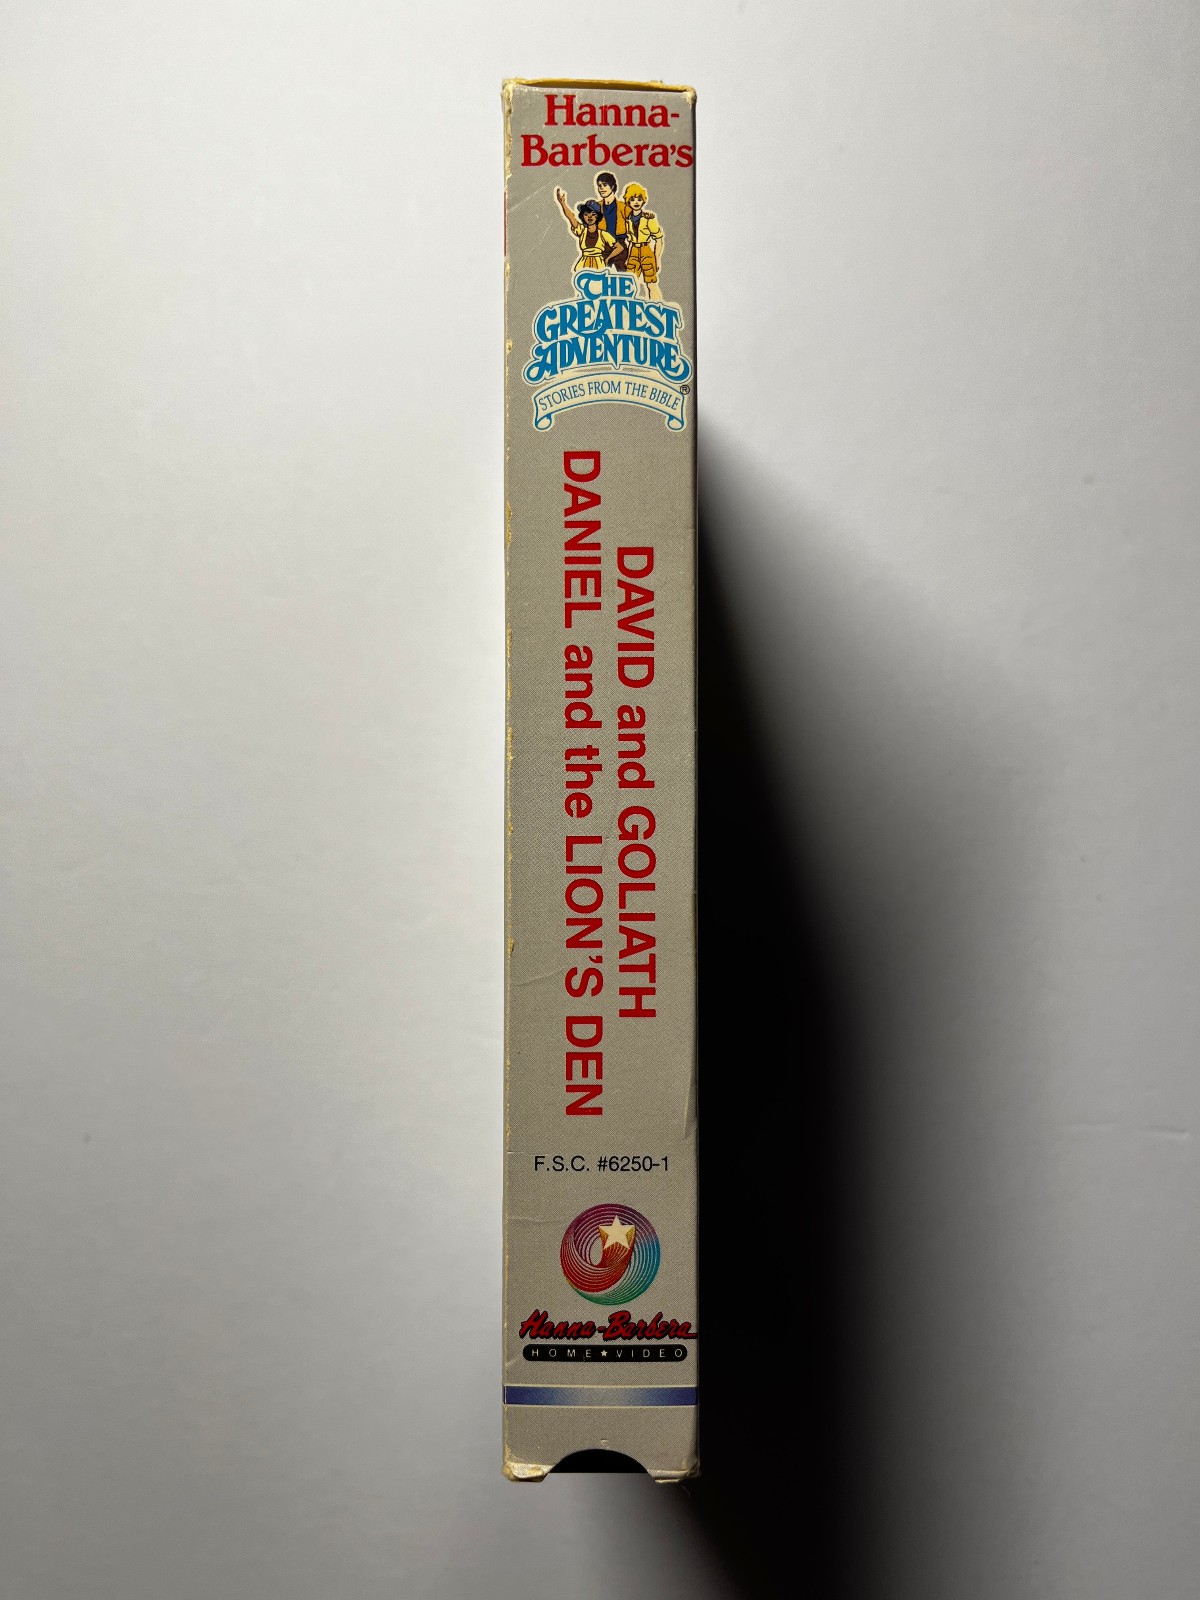 Hanna-
Barbera's
THE
GREATEST
ADVENTURE
STORIES FROM THE BIBLE®
DAVID and GOLIATH
DANIEL and the LION'S DEN
F.S.C. #6250-1
Hanna-Barbera
HOME★VIDEO